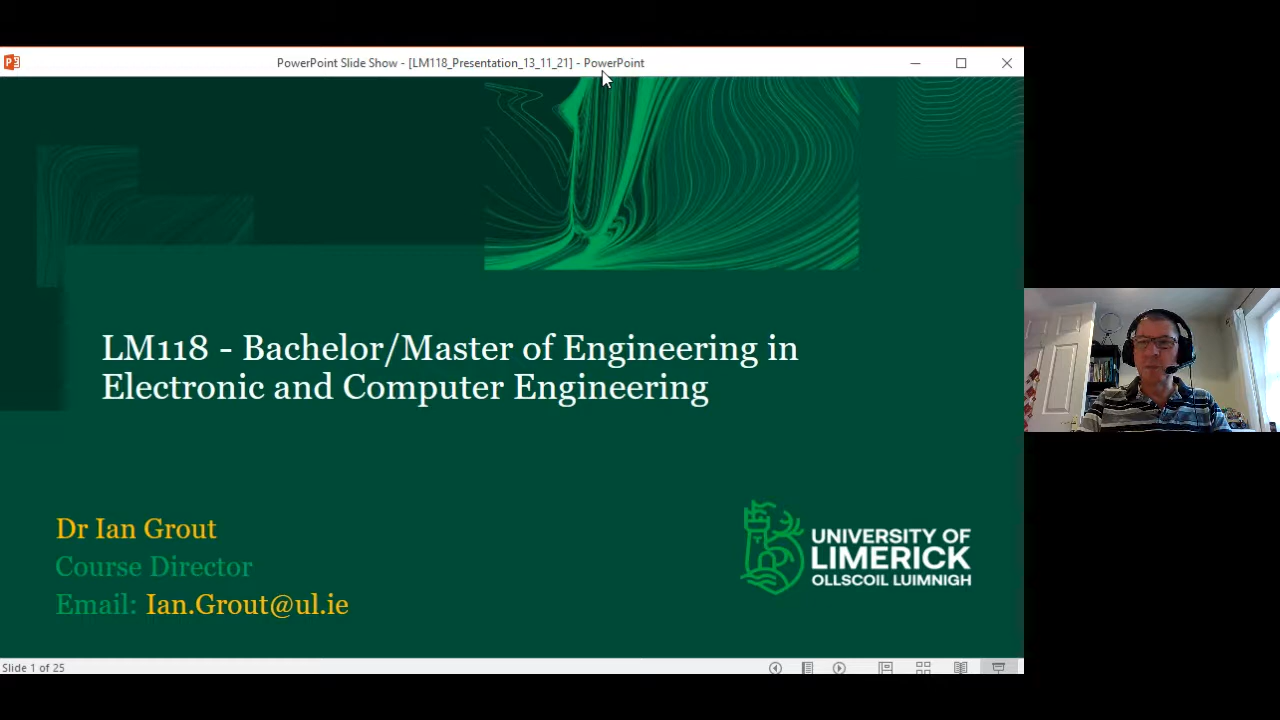 PowerPoint Slide Show - [LM118_Presentation_13_11_21] - PowerPoint
LM118 - Bachelor/Master of Engineering in
Electronic and Computer Engineering
Dr Ian Grout
Course Director
Email: Ian.Grout@ul.ie
UNIVERSITY OF
LIMERICK
OLLSCOIL LUIMNIGH
Slide 1 of 25